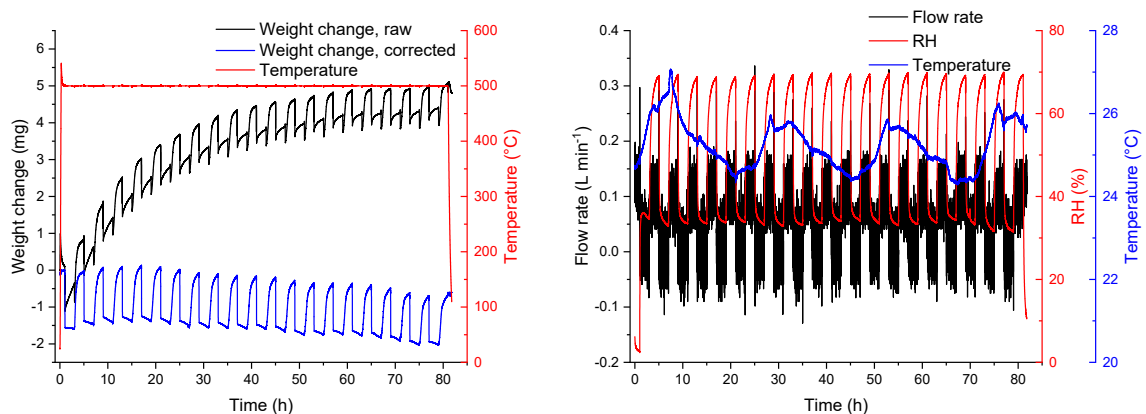 Weight change, raw
Weight change, corrected
Temperature
Weight change (mg)
6
5
4
3
2
1
0
-1
-2
0 10 20 30 40 50 60 70 80
Time (h)
600
500
400
300
200
100
0
Temperature (°C)
Flow rate
RH
Temperature
Flow rate (L min⁻¹)
0.4
0.3
0.2
0.1
0.0
-0.1
-0.2
0 10 20 30 40 50 60 70 80
Time (h)
80
60
40
20
0
RH (%)
28
26
24
22
20
Temperature (°C)